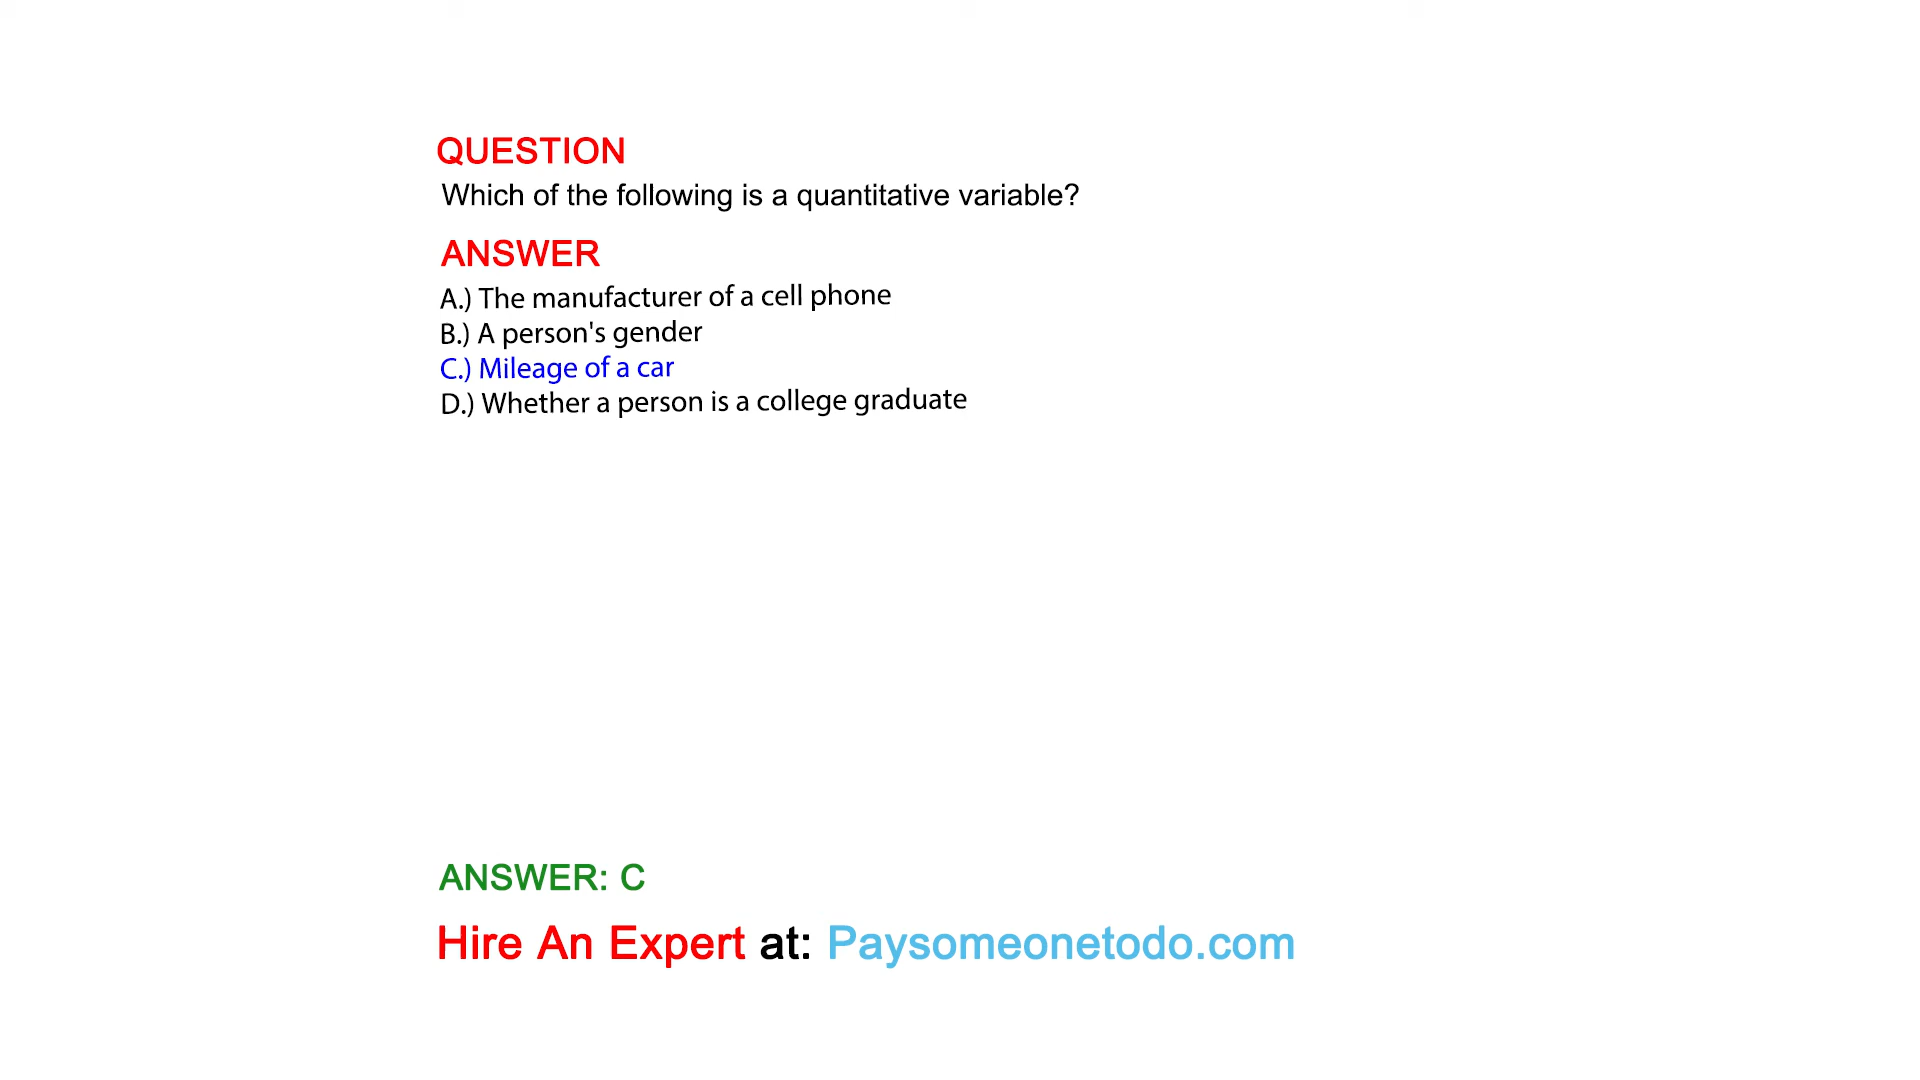 QUESTION
Which of the following is a quantitative variable?
ANSWER
A.) The manufacturer of a cell phone
B.) A person's gender
C.) Mileage of a car
D.) Whether a person is a college graduate
ANSWER: C
Hire An Expert at: Paysomeonetodo.com